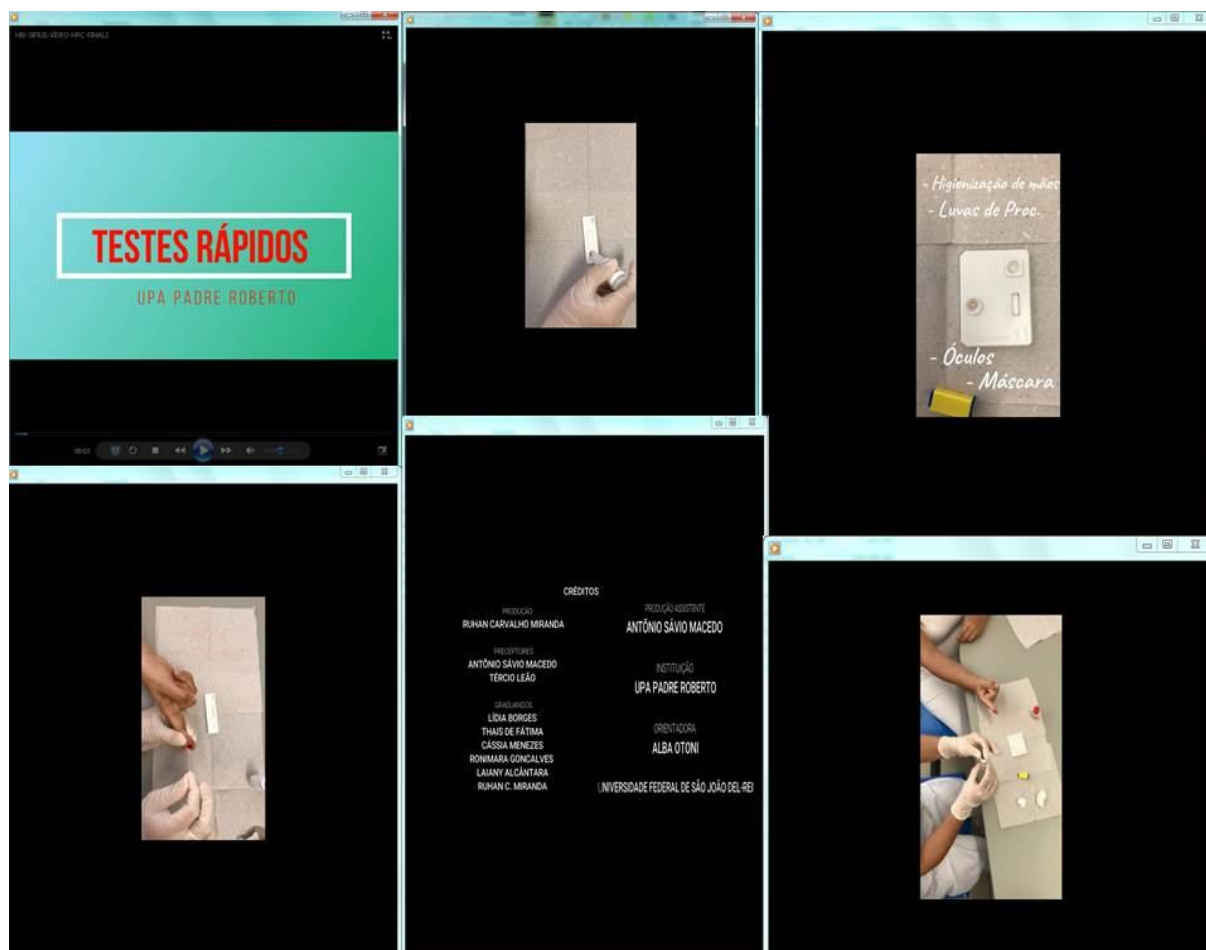 TESTES RÁPIDOS
UPA PADRE ROBERTO
- Higienização de mãos
- Luvas de Proc.
- Óculos
- Máscara
CRÉDITOS
PRODUÇÃO
RUHAN CARVALHO MIRANDA
PRECEPTORES
ANTÔNIO SÁVIO MACEDO
TÉRCIO LEÃO
GRADUANDOS
LÍDIA BORGES
THAIS DE FÁTIMA
CÁSSIA MENEZES
RONIMARA GONCALVES
LAIANY ALCÂNTARA
RUHAN C. MIRANDA
PRODUÇÃO ASSISTENTE
ANTÔNIO SÁVIO MACEDO
INSTITUIÇÃO
UPA PADRE ROBERTO
ORIENTADORA
ALBA OTONI
UNIVERSIDADE FEDERAL DE SÃO JOÃO DEL-REI